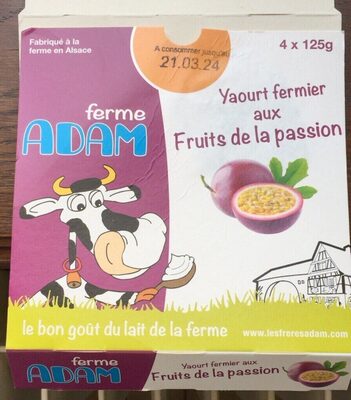 Fabriqué à la
ferme en Alsace
A consommer jusqu'au
21.03.24
4 x 125g
ferme
ADAM
Yaourt fermier
aux
Fruits de la passion
le bon goût du lait de la ferme
www.lesfreresadam.com
ferme
ADAM
Yaourt fermier aux
Fruits de la passion